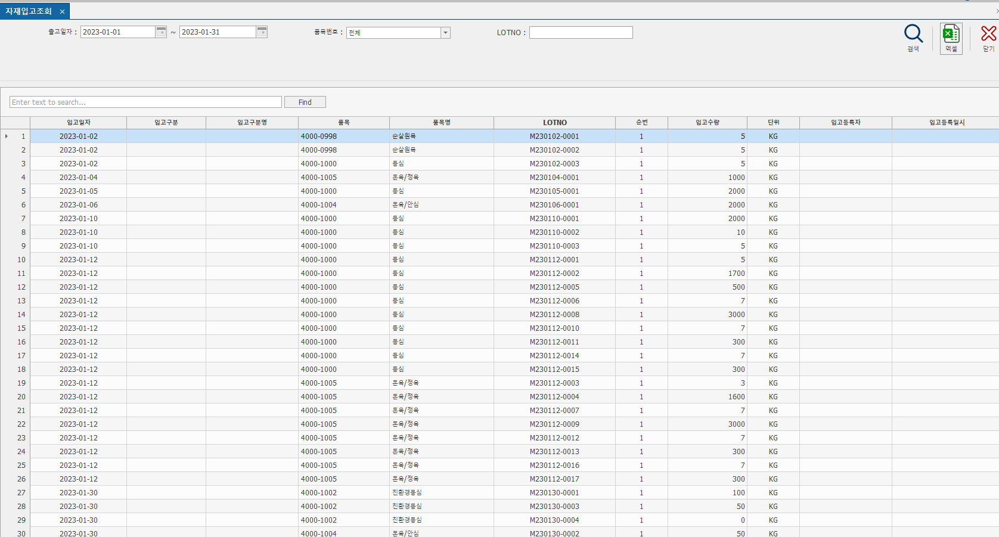 자재입고조회 ×
출고일자 : 2023-01-01 ~ 2023-01-31 품목번호 : 전체 LOTNO :
검색 엑셀 닫기
Enter text to search... Find
입고일자 입고구분 입고구분명 품목 품목명 LOTNO 순번 입고수량 단위 입고등록자 입고등록일시
1 2023-01-02 4000-0998 순살원목 M230102-0001 1 5 KG
2 2023-01-02 4000-0998 순살원목 M230102-0002 1 5 KG
3 2023-01-02 4000-1000 등심 M230102-0003 1 5 KG
4 2023-01-04 4000-1005 돈육/정육 M230104-0001 1 1000 KG
5 2023-01-05 4000-1000 등심 M230105-0001 1 2000 KG
6 2023-01-06 4000-1004 돈육/안심 M230106-0001 1 2000 KG
7 2023-01-10 4000-1000 등심 M230110-0001 1 2000 KG
8 2023-01-10 4000-1000 등심 M230110-0002 1 10 KG
9 2023-01-10 4000-1000 등심 M230110-0003 1 5 KG
10 2023-01-12 4000-1000 등심 M230112-0001 1 5 KG
11 2023-01-12 4000-1000 등심 M230112-0002 1 1700 KG
12 2023-01-12 4000-1000 등심 M230112-0005 1 500 KG
13 2023-01-12 4000-1000 등심 M230112-0006 1 7 KG
14 2023-01-12 4000-1000 등심 M230112-0008 1 3000 KG
15 2023-01-12 4000-1000 등심 M230112-0010 1 7 KG
16 2023-01-12 4000-1000 등심 M230112-0011 1 300 KG
17 2023-01-12 4000-1000 등심 M230112-0014 1 7 KG
18 2023-01-12 4000-1000 등심 M230112-0015 1 300 KG
19 2023-01-12 4000-1005 돈육/정육 M230112-0003 1 3 KG
20 2023-01-12 4000-1005 돈육/정육 M230112-0004 1 1600 KG
21 2023-01-12 4000-1005 돈육/정육 M230112-0007 1 7 KG
22 2023-01-12 4000-1005 돈육/정육 M230112-0009 1 3000 KG
23 2023-01-12 4000-1005 돈육/정육 M230112-0012 1 7 KG
24 2023-01-12 4000-1005 돈육/정육 M230112-0013 1 300 KG
25 2023-01-12 4000-1005 돈육/정육 M230112-0016 1 7 KG
26 2023-01-12 4000-1005 돈육/정육 M230112-0017 1 300 KG
27 2023-01-30 4000-1002 친환경등심 M230130-0001 1 100 KG
28 2023-01-30 4000-1002 친환경등심 M230130-0003 1 50 KG
29 2023-01-30 4000-1002 친환경등심 M230130-0004 1 0 KG
30 2023-01-30 4000-1004 돈육/안심 M230130-0002 1 50 KG